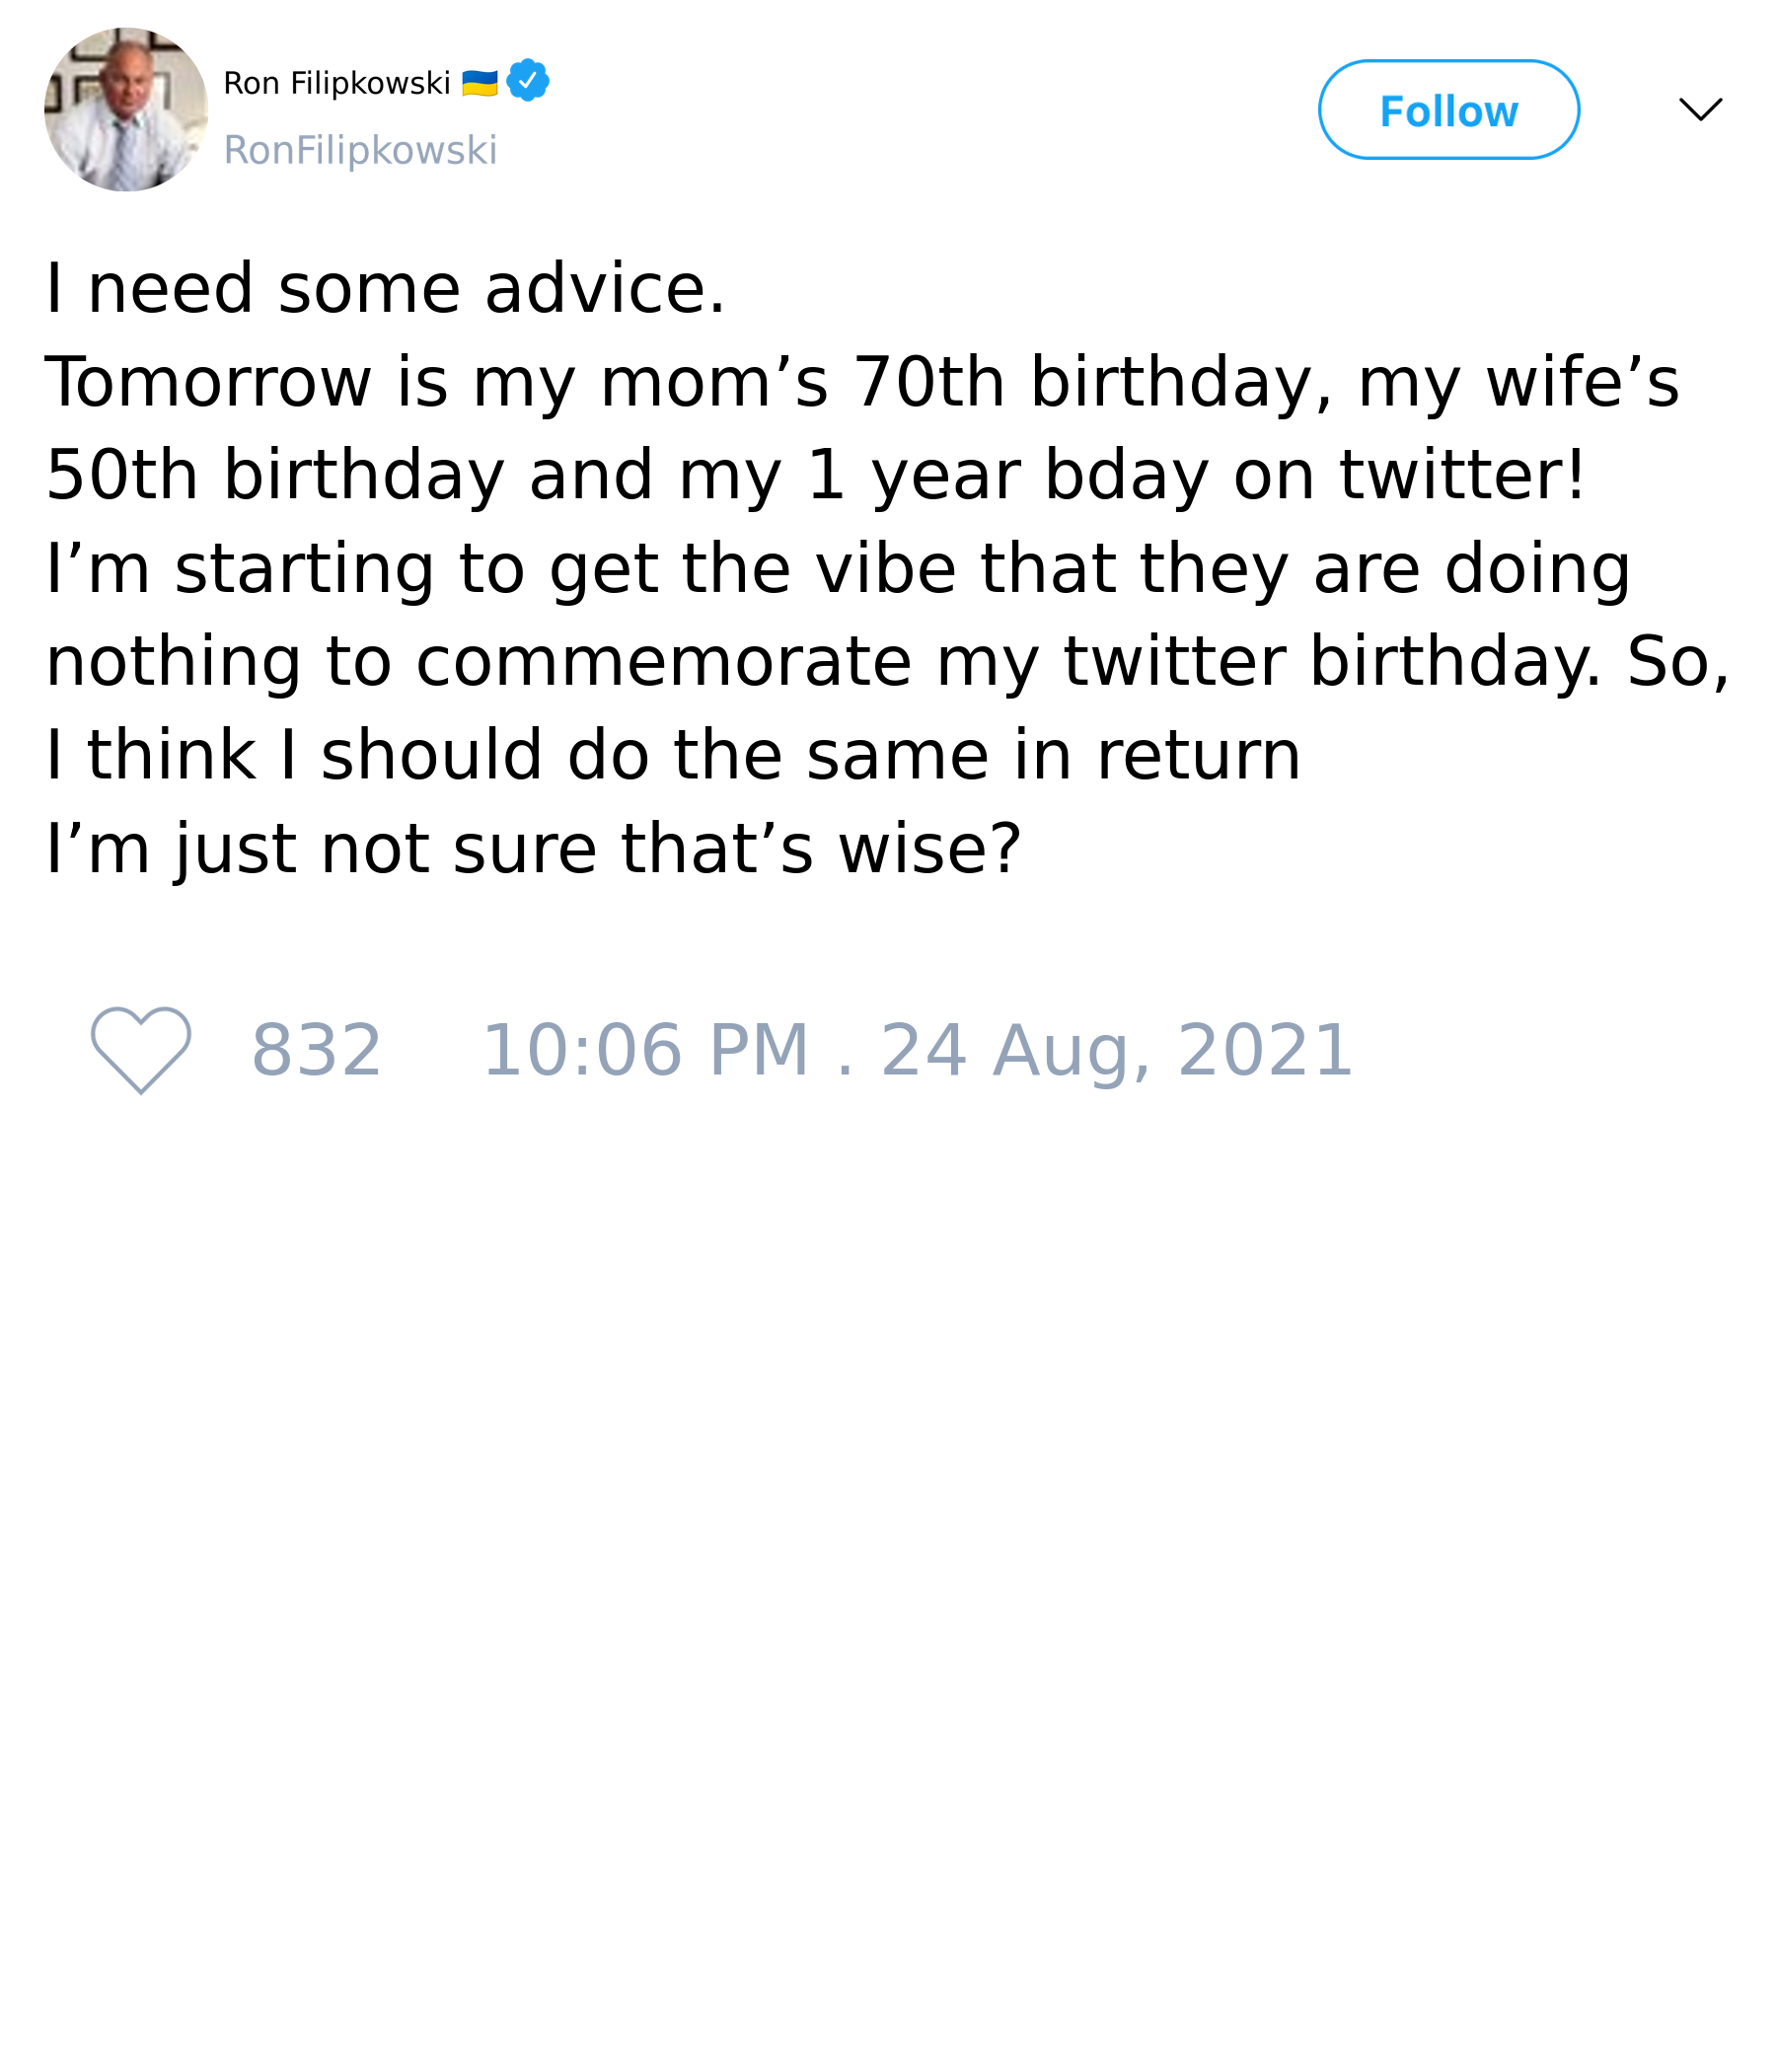 Ron Filipkowski 🇺🇦
RonFilipkowski
Follow
I need some advice.
Tomorrow is my mom’s 70th birthday, my wife’s
50th birthday and my 1 year bday on twitter!
I’m starting to get the vibe that they are doing
nothing to commemorate my twitter birthday. So,
I think I should do the same in return
I’m just not sure that’s wise?
832 10:06 PM . 24 Aug, 2021